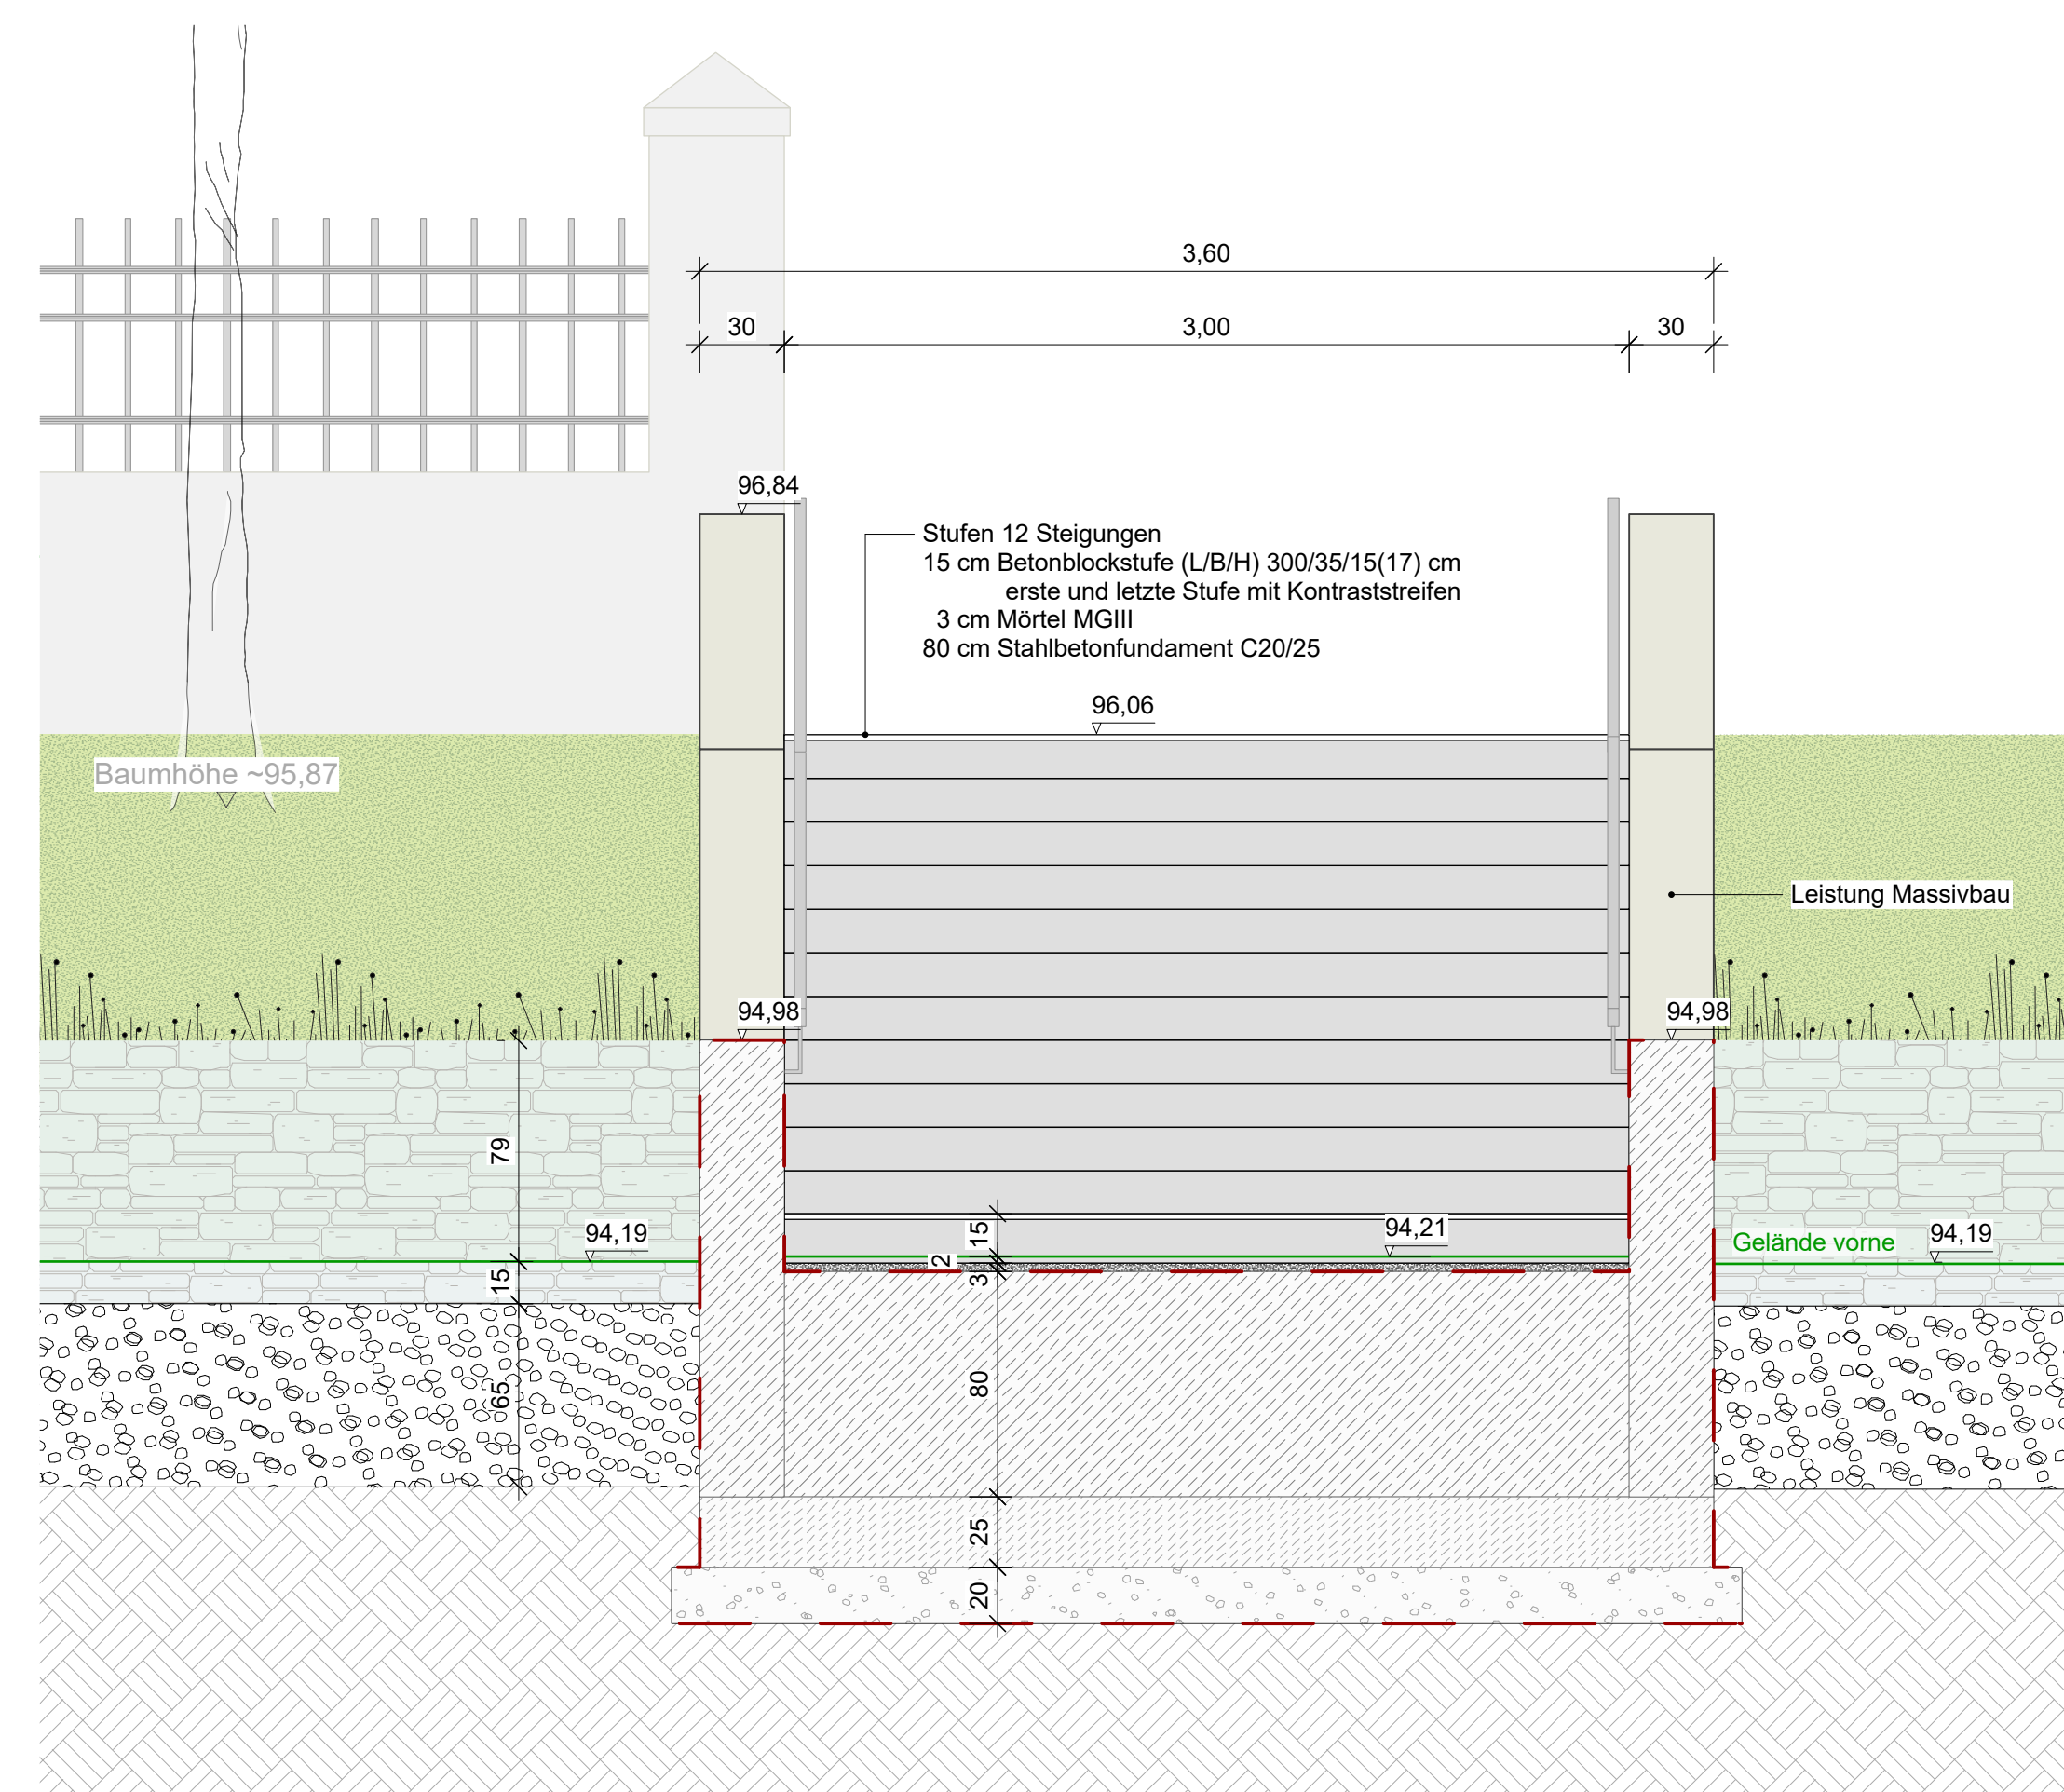 3,60
30
3,00
30
96,84
Stufen 12 Steigungen
15 cm Betonblockstufe (L/B/H) 300/35/15(17) cm
erste und letzte Stufe mit Kontraststreifen
3 cm Mörtel MGIII
80 cm Stahlbetonfundament C20/25
96,06
Baumhöhe ~95,87
Leistung Massivbau
94,98
94,98
79
94,19
15
94,21
Gelände vorne
94,19
2
15
3
65
80
25
20